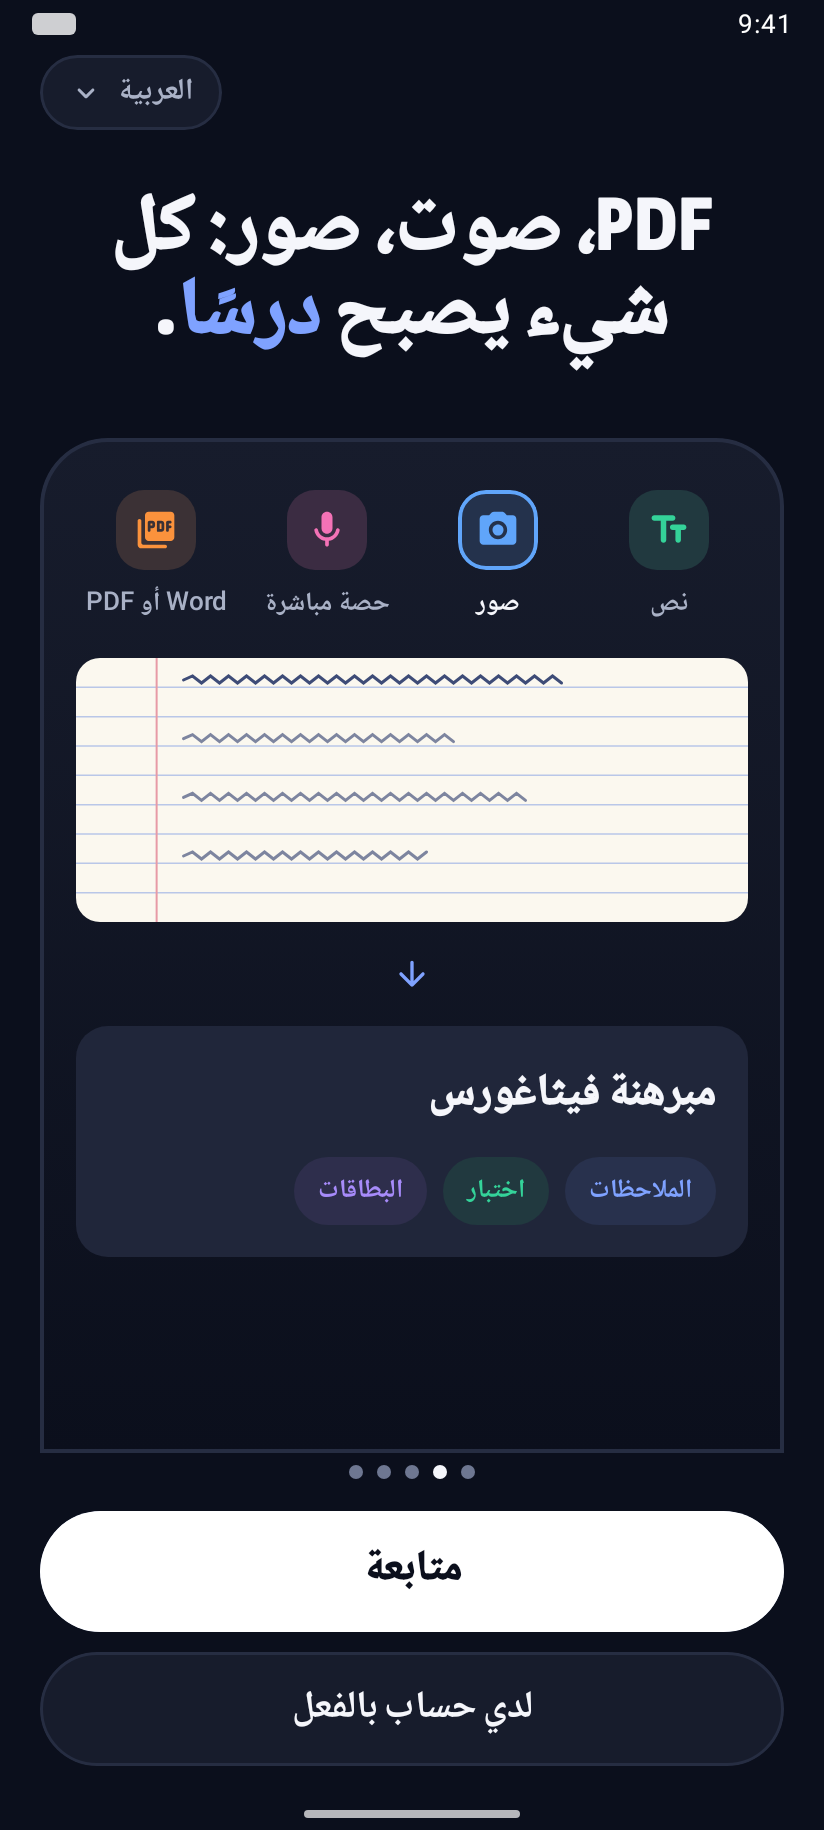 9:41
العربية
PDF، صوت، صور: كل
شيء يصبح درسًا.
نص
صور
حصة مباشرة
Word أو PDF
PDF
مبرهنة فيثاغورس
الملاحظات
اختبار
البطاقات
متابعة
لدي حساب بالفعل